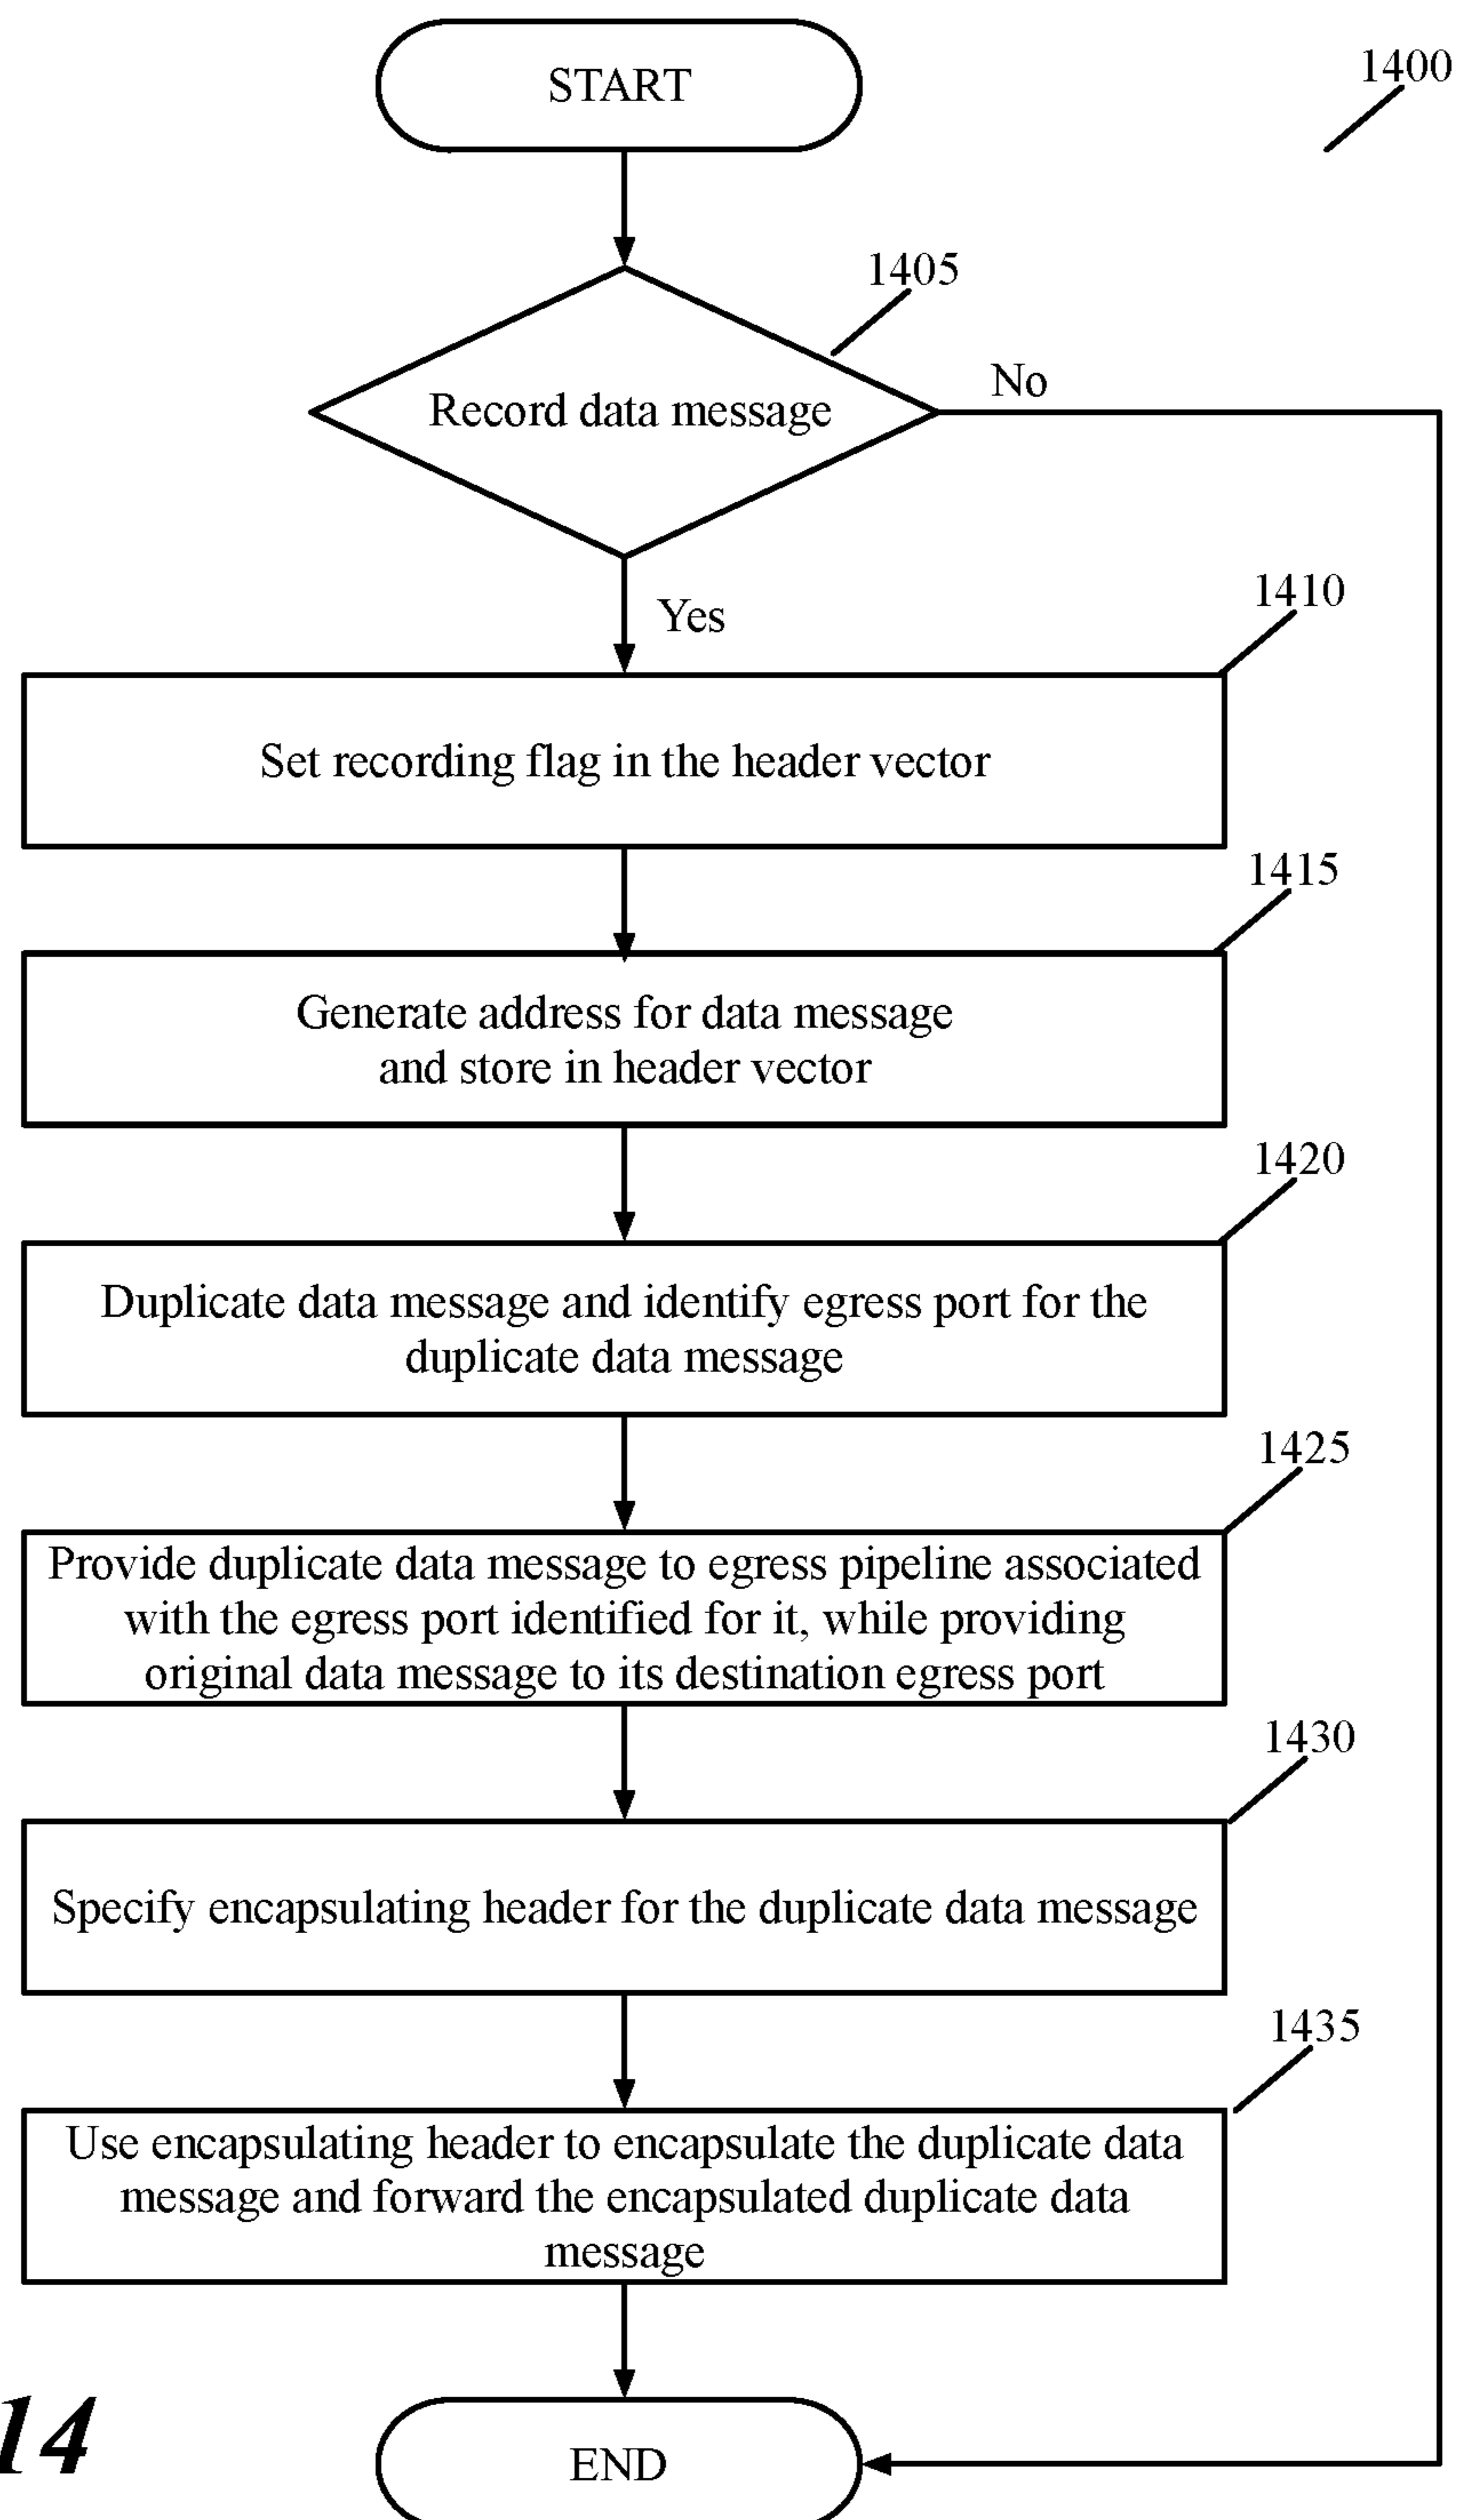 START
1400
1405
Record data message
No
Yes
1410
Set recording flag in the header vector
1415
Generate address for data message
and store in header vector
1420
Duplicate data message and identify egress port for the
duplicate data message
1425
Provide duplicate data message to egress pipeline associated
with the egress port identified for it, while providing
original data message to its destination egress port
1430
Specify encapsulating header for the duplicate data message
1435
Use encapsulating header to encapsulate the duplicate data
message and forward the encapsulated duplicate data
message
14
END